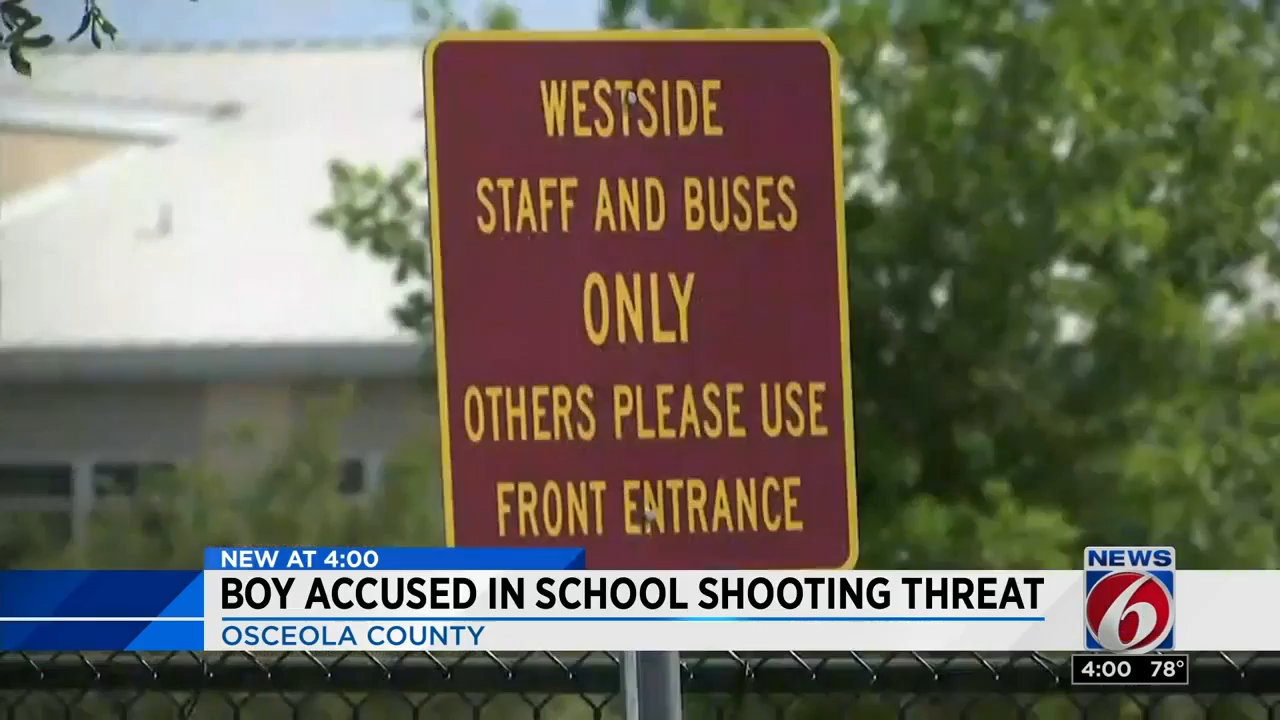 WESTSIDE
STAFF AND BUSES
ONLY
OTHERS PLEASE USE
FRONT ENTRANCE
NEW AT 4:00
BOY ACCUSED IN SCHOOL SHOOTING THREAT
OSCEOLA COUNTY
NEWS
6
4:00 78°